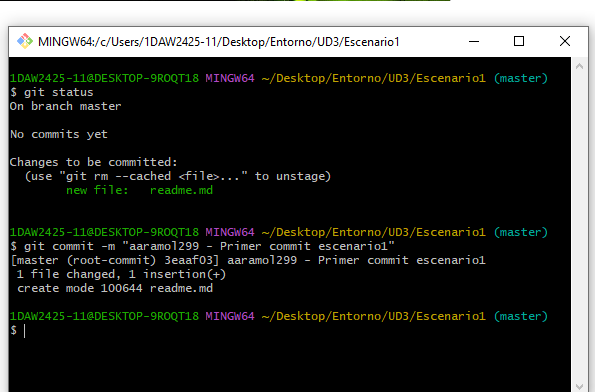 MINGW64:/c/Users/1DAW2425-11/Desktop/Entorno/UD3/Escenario1
1DAW2425-11@DESKTOP-9ROQT18 MINGW64 ~/Desktop/Entorno/UD3/Escenario1 (master)
$ git status
On branch master
No commits yet
Changes to be committed:
  (use "git rm --cached <file>..." to unstage)
        new file:   readme.md
1DAW2425-11@DESKTOP-9ROQT18 MINGW64 ~/Desktop/Entorno/UD3/Escenario1 (master)
$ git commit -m "aaramol299 - Primer commit escenario1"
[master (root-commit) 3eaaf03] aaramol299 - Primer commit escenario1
 1 file changed, 1 insertion(+)
 create mode 100644 readme.md
1DAW2425-11@DESKTOP-9ROQT18 MINGW64 ~/Desktop/Entorno/UD3/Escenario1 (master)
$